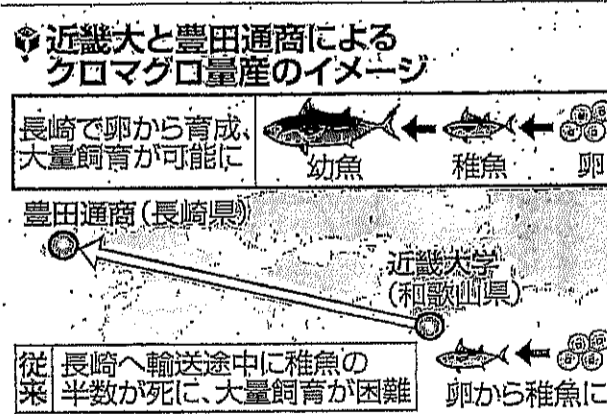 近畿大と豊田通商による
クロマグロ量産のイメージ
長崎で卵から育成、
大量飼育が可能に
幼魚
稚魚
卵
豊田通商(長崎県)
近畿大学
(和歌山県)
従来
長崎へ輸送途中に稚魚の
半数が死に、大量飼育が困難
卵から稚魚に